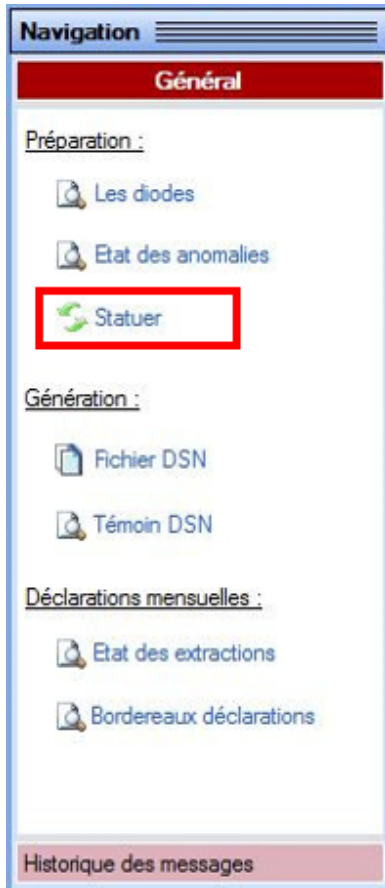 Navigation
Général
Préparation :
Les diodes
Etat des anomalies
Statuer
Génération :
Fichier DSN
Témoin DSN
Déclarations mensuelles :
Etat des extractions
Bordereaux déclarations
Historique des messages